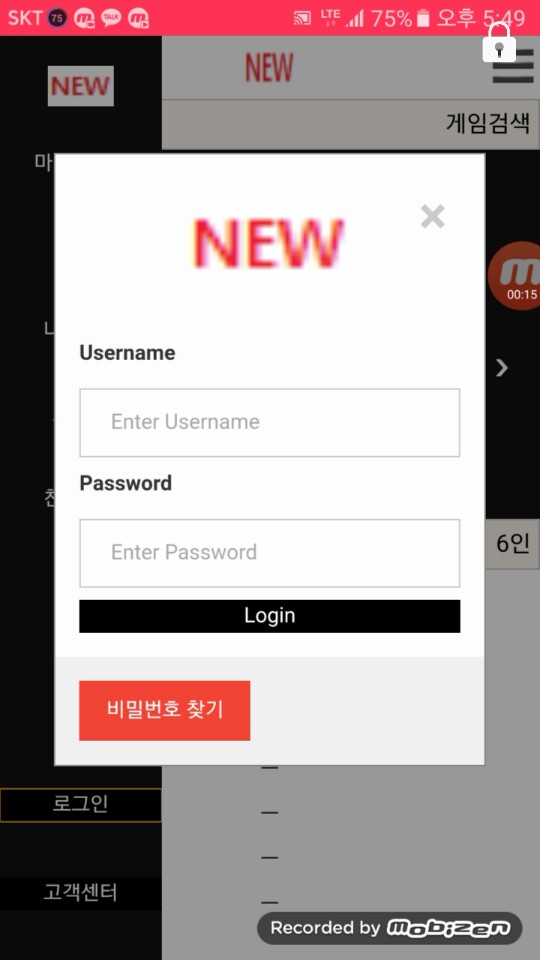 SKT 75 TALK LTE 75% 오후 5:49
NEW
NEW
게임검색
마
NEW
×
00:15
나
Username
Enter Username
Password
Enter Password
6인
Login
비밀번호 찾기
로그인
고객센터
Recorded by mobizen